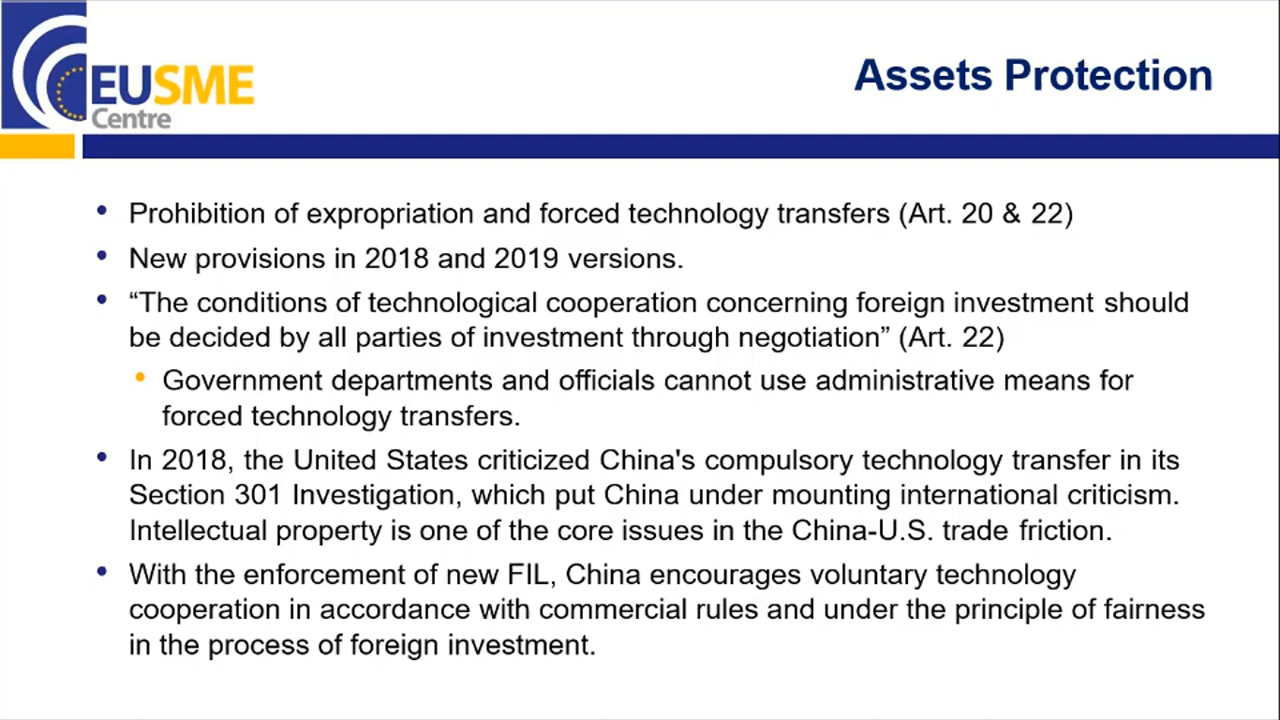 EUSME
Centre
Assets Protection
• Prohibition of expropriation and forced technology transfers (Art. 20 & 22)
• New provisions in 2018 and 2019 versions.
• “The conditions of technological cooperation concerning foreign investment should
be decided by all parties of investment through negotiation” (Art. 22)
• Government departments and officials cannot use administrative means for
forced technology transfers.
• In 2018, the United States criticized China's compulsory technology transfer in its
Section 301 Investigation, which put China under mounting international criticism.
Intellectual property is one of the core issues in the China-U.S. trade friction.
• With the enforcement of new FIL, China encourages voluntary technology
cooperation in accordance with commercial rules and under the principle of fairness
in the process of foreign investment.